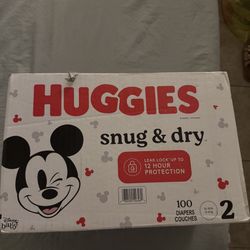 HUGGIES
snug & dry
LEAK LOCK® UP TO
12 HOUR
PROTECTION
100
DIAPERS
COUCHES
2
Disney
baby